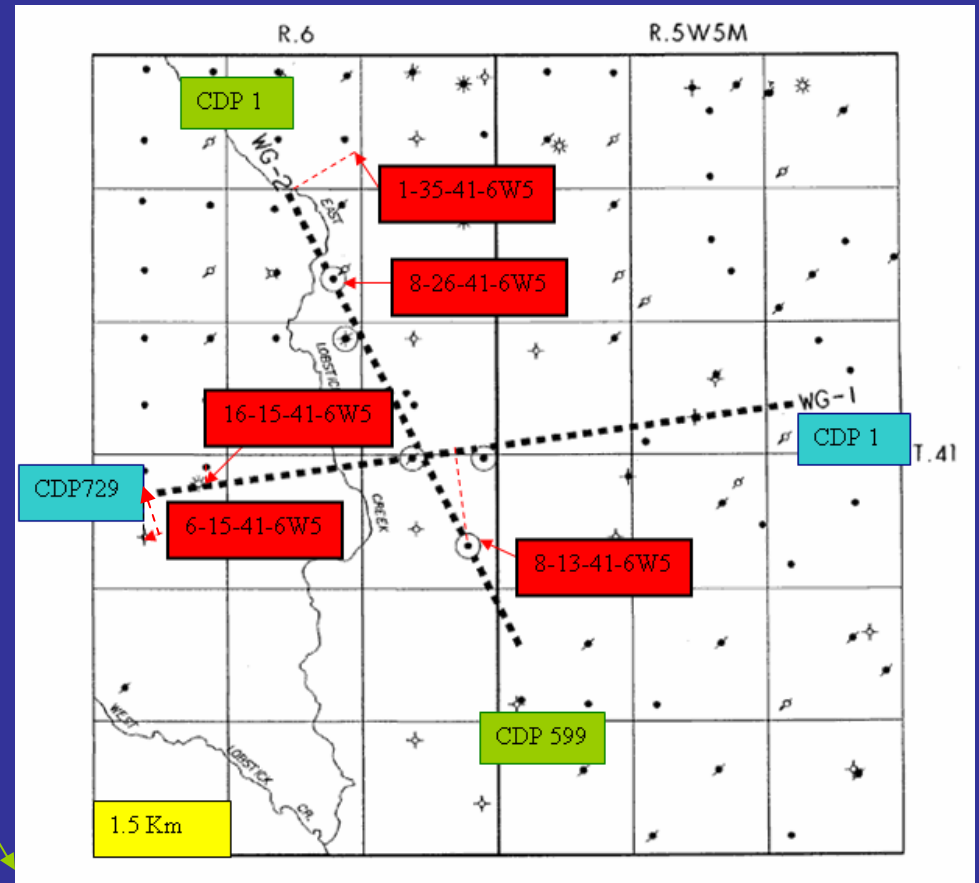 R.6
R.5W5M
CDP 1
WG-2
1-35-41-6W5
EAST
8-26-41-6W5
LOBSTICK
16-15-41-6W5
WG-1
CDP 1
T.41
CDP729
CREEK
6-15-41-6W5
8-13-41-6W5
WEST
LOBSTICK
CR.
CDP 599
1.5 Km